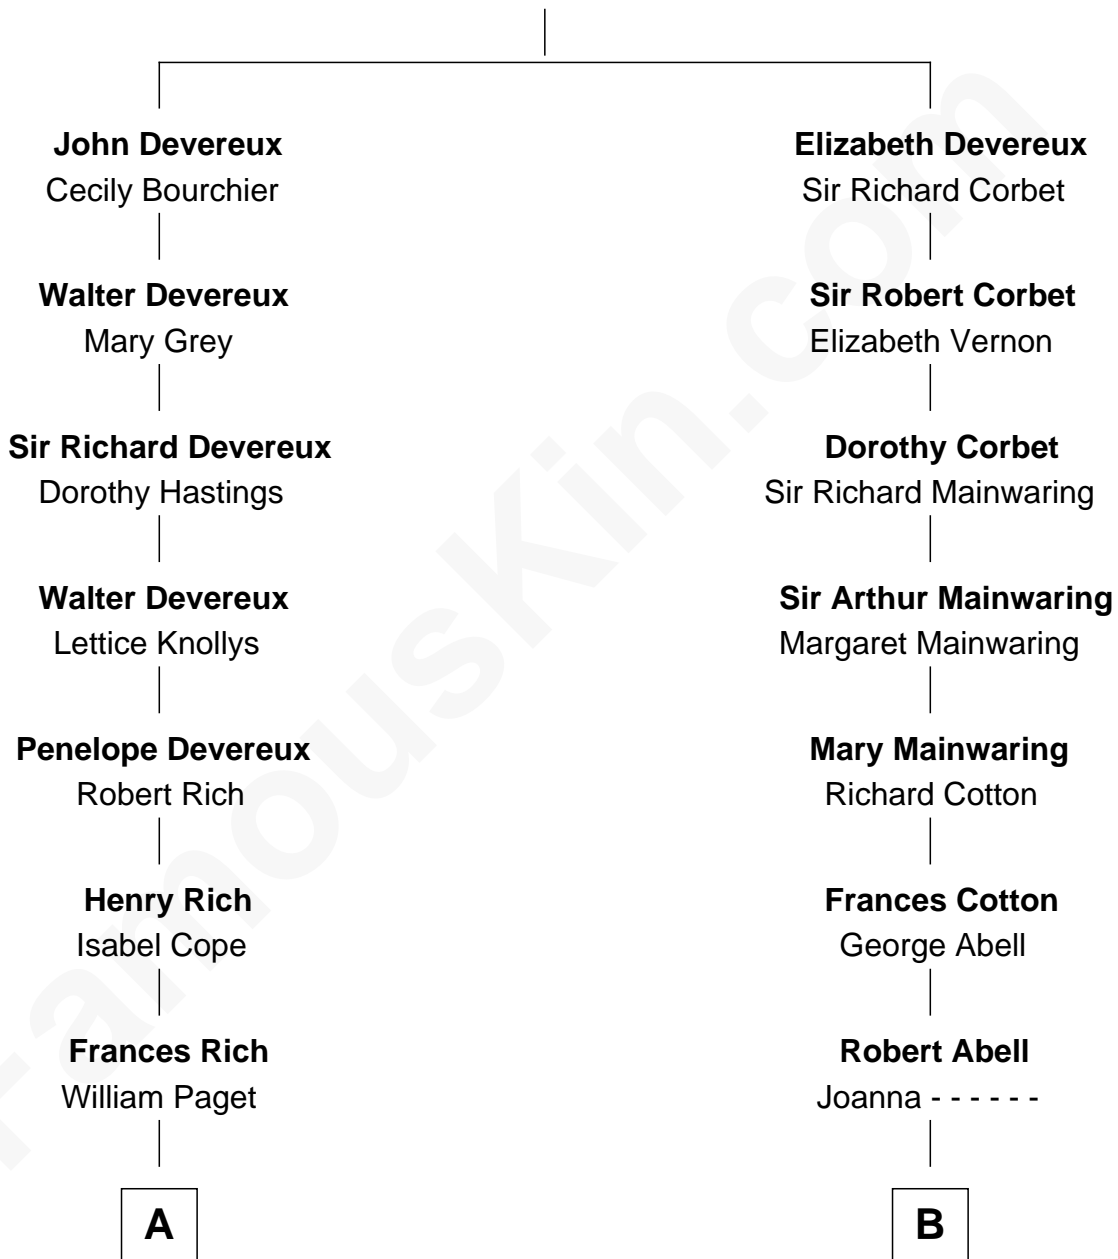 John Devereux
Cecily Bourchier
Walter Devereux
Mary Grey
Sir Richard Devereux
Dorothy Hastings
Walter Devereux
Lettice Knollys
Penelope Devereux
Robert Rich
Henry Rich
Isabel Cope
Frances Rich
William Paget
A
Elizabeth Devereux
Sir Richard Corbet
Sir Robert Corbet
Elizabeth Vernon
Dorothy Corbet
Sir Richard Mainwaring
Sir Arthur Mainwaring
Margaret Mainwaring
Mary Mainwaring
Richard Cotton
Frances Cotton
George Abell
Robert Abell
Joanna - - - - - -
B
FamousKin.com